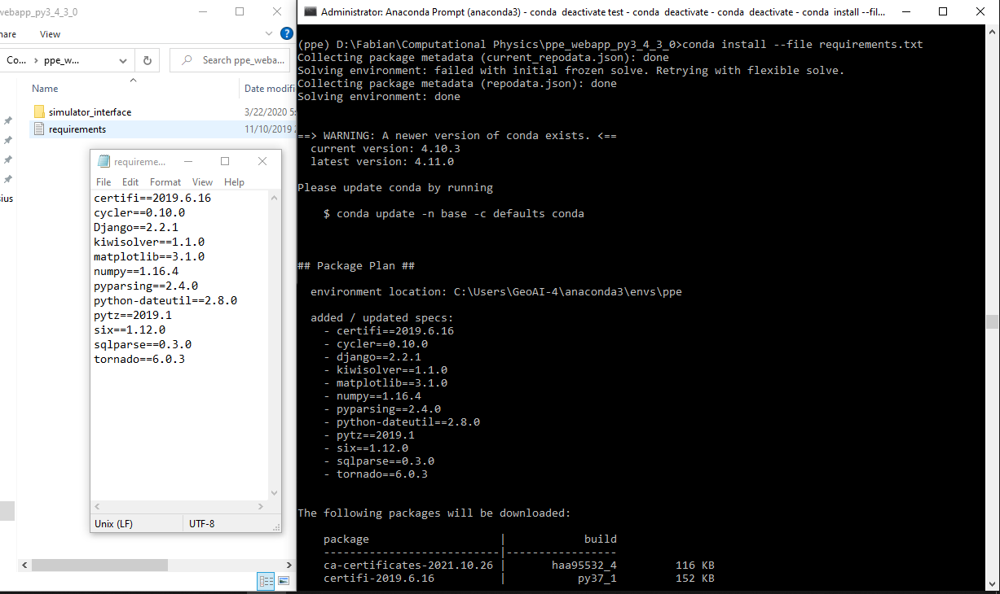 webapp_py3_4_3_0
hare View
?
Co... > ppe_w...
Search ppe_weba...
Name
Date modifi
simulator_interface
3/22/2020 5:
requirements
11/10/2019 2
ius
requireme...
File Edit Format View Help
certifi==2019.6.16
cycler==0.10.0
Django==2.2.1
kiwisolver==1.1.0
matplotlib==3.1.0
numpy==1.16.4
pyparsing==2.4.0
python-dateutil==2.8.0
pytz==2019.1
six==1.12.0
sqlparse==0.3.0
tornado==6.0.3
Unix (LF) UTF-8
Administrator: Anaconda Prompt (anaconda3) - conda deactivate test - conda deactivate - conda deactivate - conda install --fil...
(ppe) D:\Fabian\Computational Physics\ppe_webapp_py3_4_3_0>conda install --file requirements.txt
Collecting package metadata (current_repodata.json): done
Solving environment: failed with initial frozen solve. Retrying with flexible solve.
Collecting package metadata (repodata.json): done
Solving environment: done
==> WARNING: A newer version of conda exists. <==
current version: 4.10.3
latest version: 4.11.0
Please update conda by running
$ conda update -n base -c defaults conda
## Package Plan ##
environment location: C:\Users\GeoAI-4\anaconda3\envs\ppe
added / updated specs:
- certifi==2019.6.16
- cycler==0.10.0
- django==2.2.1
- kiwisolver==1.1.0
- matplotlib==3.1.0
- numpy==1.16.4
- pyparsing==2.4.0
- python-dateutil==2.8.0
- pytz==2019.1
- six==1.12.0
- sqlparse==0.3.0
- tornado==6.0.3
The following packages will be downloaded:
package | build
---------------------------|-----------------
ca-certificates-2021.10.26 | haa95532_4 116 KB
certifi-2019.6.16 | py37_1 152 KB